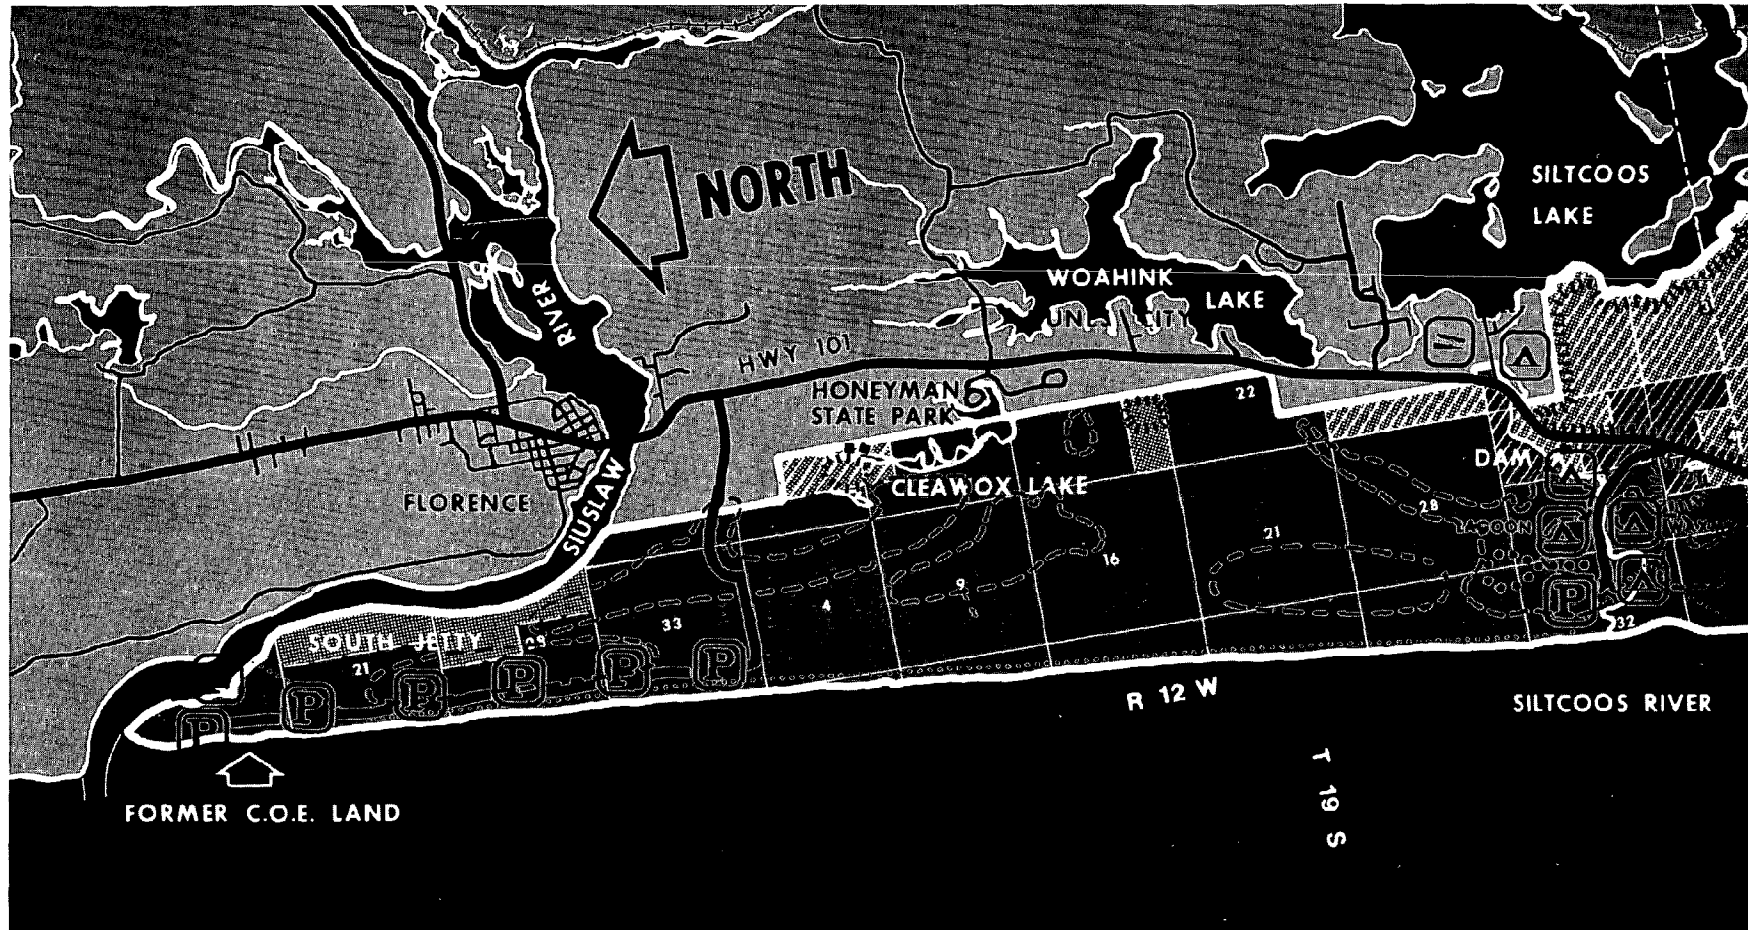 NORTH
SILTCOOS
LAKE
WOAHINK
LAKE
RIVER
HWY 101
HONEYMAN
STATE PARK
22
DAM
CLEAWOX LAKE
FLORENCE
SIUSLAW
28
LAGOON
21
16
9
4
33
32
SOUTH JETTY
21
P
P
P
P
P
P
P
R 12 W
SILTCOOS RIVER
T 19 S
FORMER C.O.E. LAND